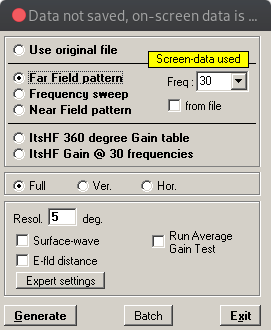 Data not saved, on-screen data is ...
Use original file
Screen-data used
Far Field pattern
Freq : 30
Frequency sweep
Near Field pattern
from file
ItsHF 360 degree Gain table
ItsHF Gain @ 30 frequencies
Full Ver. Hor.
Resol. 5 deg.
Surface-wave
Run Average
Gain Test
E-fld distance
Expert settings
Generate Batch Exit